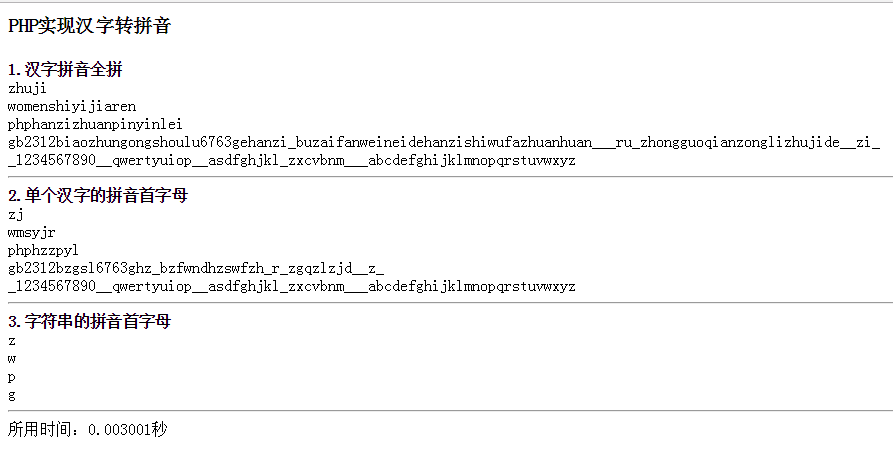 PHP实现汉字转拼音
1.汉字拼音全拼
zhuji
womenshiyijiaren
phphanzizhuanpinyinlei
gb2312biaozhungongshoulu6763gehanzi_buzaifanweineidehanzishiwufazhuanhuan___ru_zhongguoqianzonglizhujide__zi_
_1234567890__qwertyuiop__asdfghjkl_zxcvbnm___abcdefghijklmnopqrstuvwxyz
2.单个汉字的拼音首字母
zj
wmsyjr
phphzzpyl
gb2312bzgsl6763ghz_bzfwndhzswfzh_r_zgqzlzjd__z_
_1234567890__qwertyuiop__asdfghjkl_zxcvbnm___abcdefghijklmnopqrstuvwxyz
3.字符串的拼音首字母
z
w
p
g
所用时间：0.003001秒